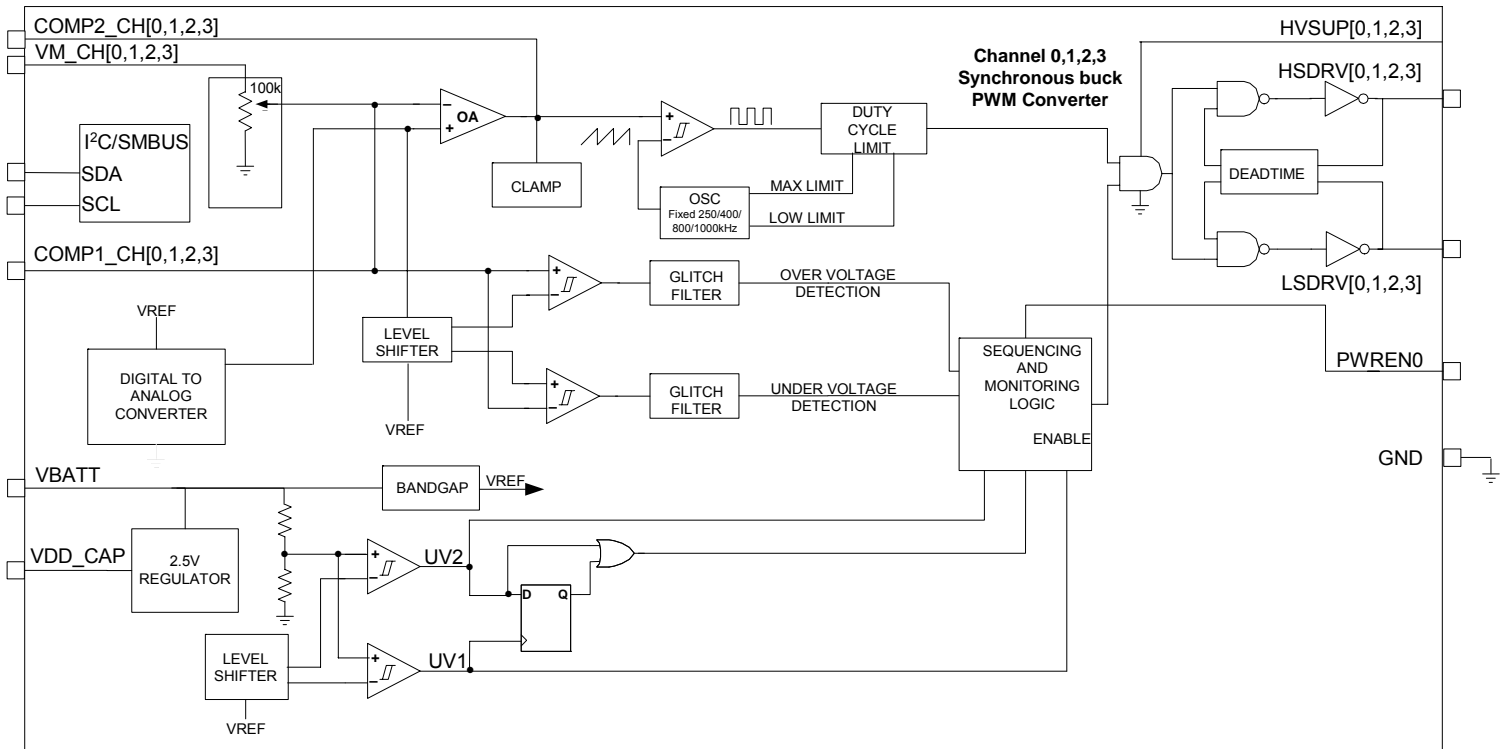 COMP2_CH[0,1,2,3]
VM_CH[0,1,2,3]
100k
I²C/SMBUS
SDA
SCL
−
+
OA
CLAMP
+
−
Channel 0,1,2,3
Synchronous buck
PWM Converter
DUTY
CYCLE
LIMIT
OSC
Fixed 250/400/
800/1000kHz
MAX LIMIT
LOW LIMIT
HVSUP[0,1,2,3]
HSDRV[0,1,2,3]
DEADTIME
LSDRV[0,1,2,3]
COMP1_CH[0,1,2,3]
+
−
GLITCH
FILTER
OVER VOLTAGE
DETECTION
VREF
LEVEL
SHIFTER
VREF
DIGITAL TO
ANALOG
CONVERTER
+
−
GLITCH
FILTER
UNDER VOLTAGE
DETECTION
SEQUENCING
AND
MONITORING
LOGIC
ENABLE
PWREN0
GND
VBATT
BANDGAP
VREF
VDD_CAP
2.5V
REGULATOR
+
−
UV2
D Q
LEVEL
SHIFTER
VREF
+
−
UV1